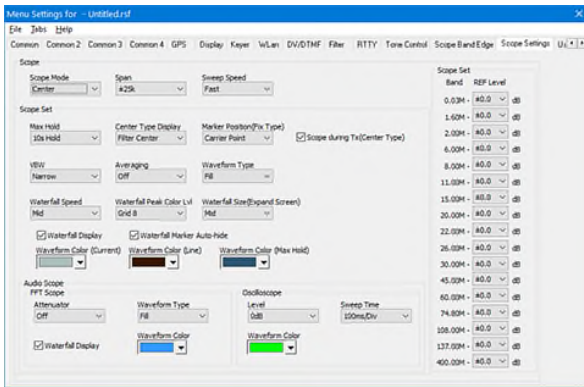 Menu Settings for - Untitled.rsf
File Tabs Help
Common Common 2 Common 3 Common 4 GPS Display Keyer WLan DV/DTMF Filter RTTY Tone Control Scope Band Edge Scope Settings
Scope
Scope Mode Span Sweep Speed
Center ±25k Fast
Scope Set
Max Hold Center Type Display Marker Position(Fix Type)
10s Hold Filter Center Carrier Point Scope during Tx(Center Type)
VBW Averaging Waveform Type
Narrow Off Fill
Waterfall Speed Waterfall Peak Color Lvl Waterfall Size(Expand Screen)
Mid Grid 8 Mid
Waterfall Display Waterfall Marker Auto-hide
Waveform Color (Current) Waveform Color (Line) Waveform Color (Max Hold)
Audio Scope
FFT Scope Oscilloscope
Attenuator Waveform Type Level Sweep Time
Off Fill 0dB 100ms/Div
Waterfall Display Waveform Color Waveform Color
Scope Set
Band REF Level
0.03M - ±0.0 dB
1.60M - ±0.0 dB
2.00M - ±0.0 dB
6.00M - ±0.0 dB
8.00M - ±0.0 dB
11.00M - ±0.0 dB
15.00M - ±0.0 dB
20.00M - ±0.0 dB
22.00M - ±0.0 dB
26.00M - ±0.0 dB
30.00M - ±0.0 dB
45.00M - ±0.0 dB
60.00M - ±0.0 dB
74.80M - ±0.0 dB
108.00M - ±0.0 dB
137.00M - ±0.0 dB
400.00M - ±0.0 dB